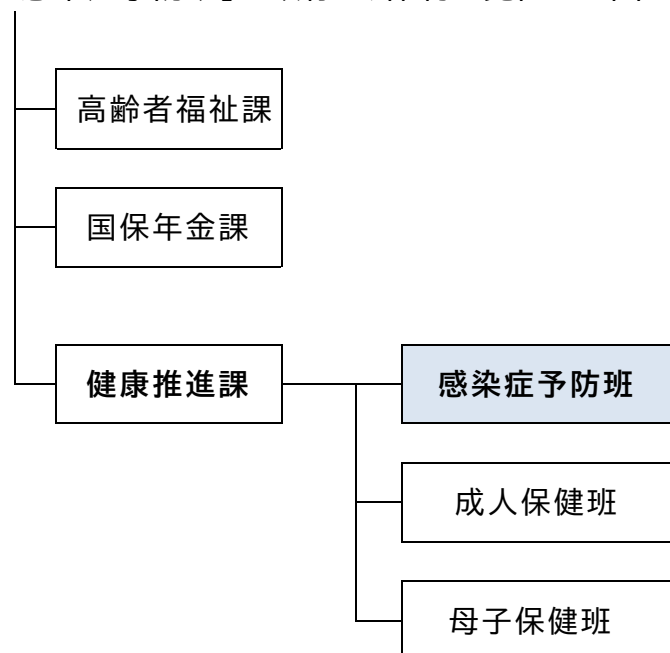 高齢者福祉課
国保年金課
健康推進課
感染症予防班
成人保健班
母子保健班